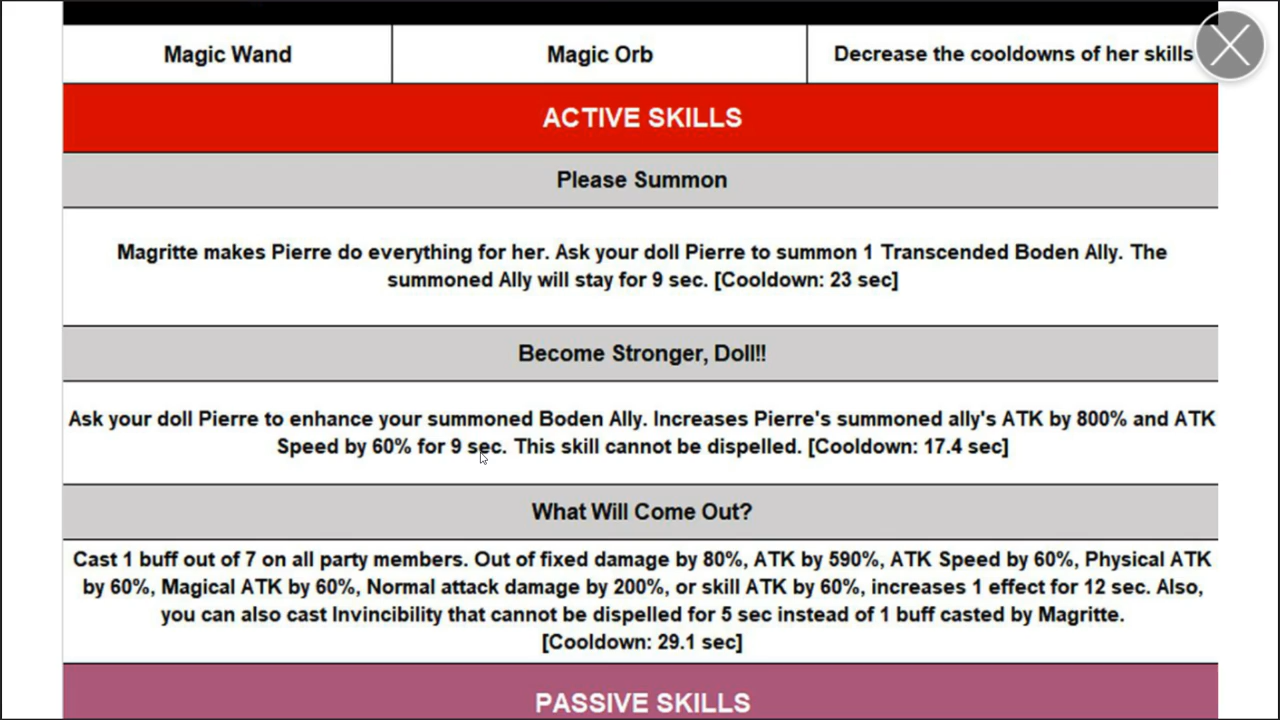 Magic Wand
Magic Orb
Decrease the cooldowns of her skills
ACTIVE SKILLS
Please Summon
Magritte makes Pierre do everything for her. Ask your doll Pierre to summon 1 Transcended Boden Ally. The
summoned Ally will stay for 9 sec. [Cooldown: 23 sec]
Become Stronger, Doll!!
Ask your doll Pierre to enhance your summoned Boden Ally. Increases Pierre's summoned ally's ATK by 800% and ATK
Speed by 60% for 9 sec. This skill cannot be dispelled. [Cooldown: 17.4 sec]
What Will Come Out?
Cast 1 buff out of 7 on all party members. Out of fixed damage by 80%, ATK by 590%, ATK Speed by 60%, Physical ATK
by 60%, Magical ATK by 60%, Normal attack damage by 200%, or skill ATK by 60%, increases 1 effect for 12 sec. Also,
you can also cast Invincibility that cannot be dispelled for 5 sec instead of 1 buff casted by Magritte.
[Cooldown: 29.1 sec]
PASSIVE SKILLS